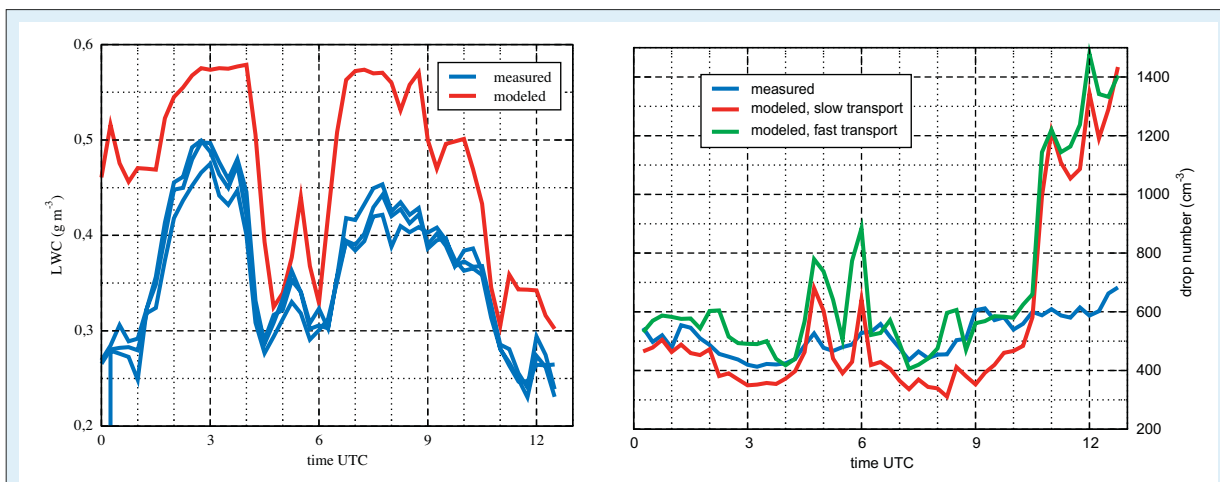 0,6
0,5
0,4
0,3
0,2
LWC (g m-3)
measured
modeled
0 3 6 9 12
time UTC
measured
modeled, slow transport
modeled, fast transport
1400
1200
1000
800
600
400
200
drop number (cm-3)
0 3 6 9 12
time UTC